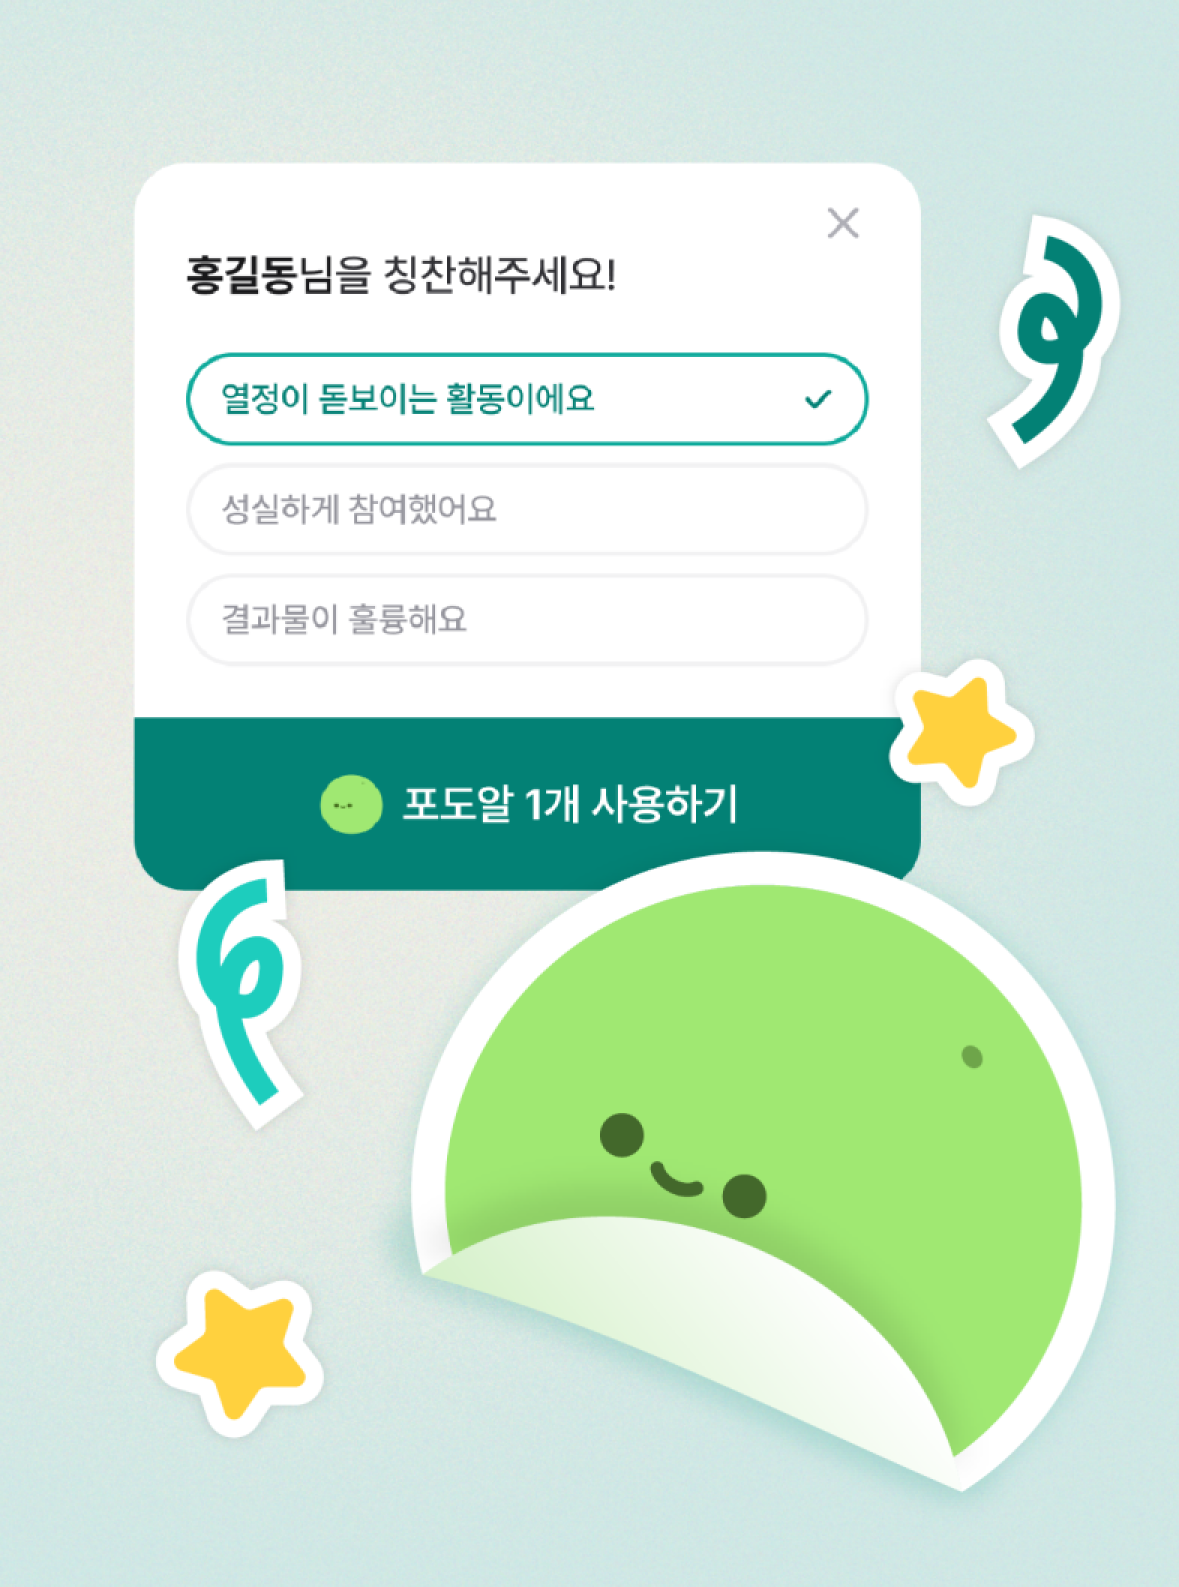 홍길동님을 칭찬해주세요!
열정이 돋보이는 활동이에요
성실하게 참여했어요
결과물이 훌륭해요
포도알 1개 사용하기